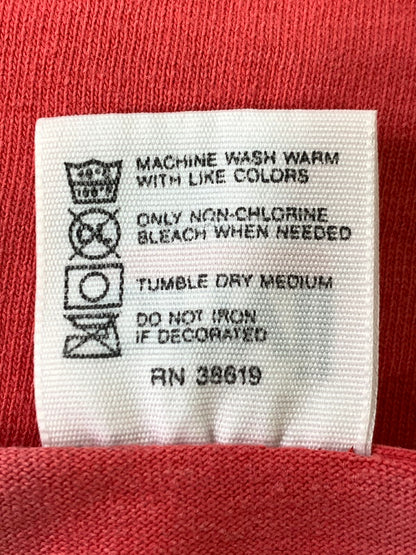 MACHINE WASH WARM
WITH LIKE COLORS
ONLY NON-CHLORINE
BLEACH WHEN NEEDED
TUMBLE DRY MEDIUM
DO NOT IRON
IF DECORATED
RN 38619